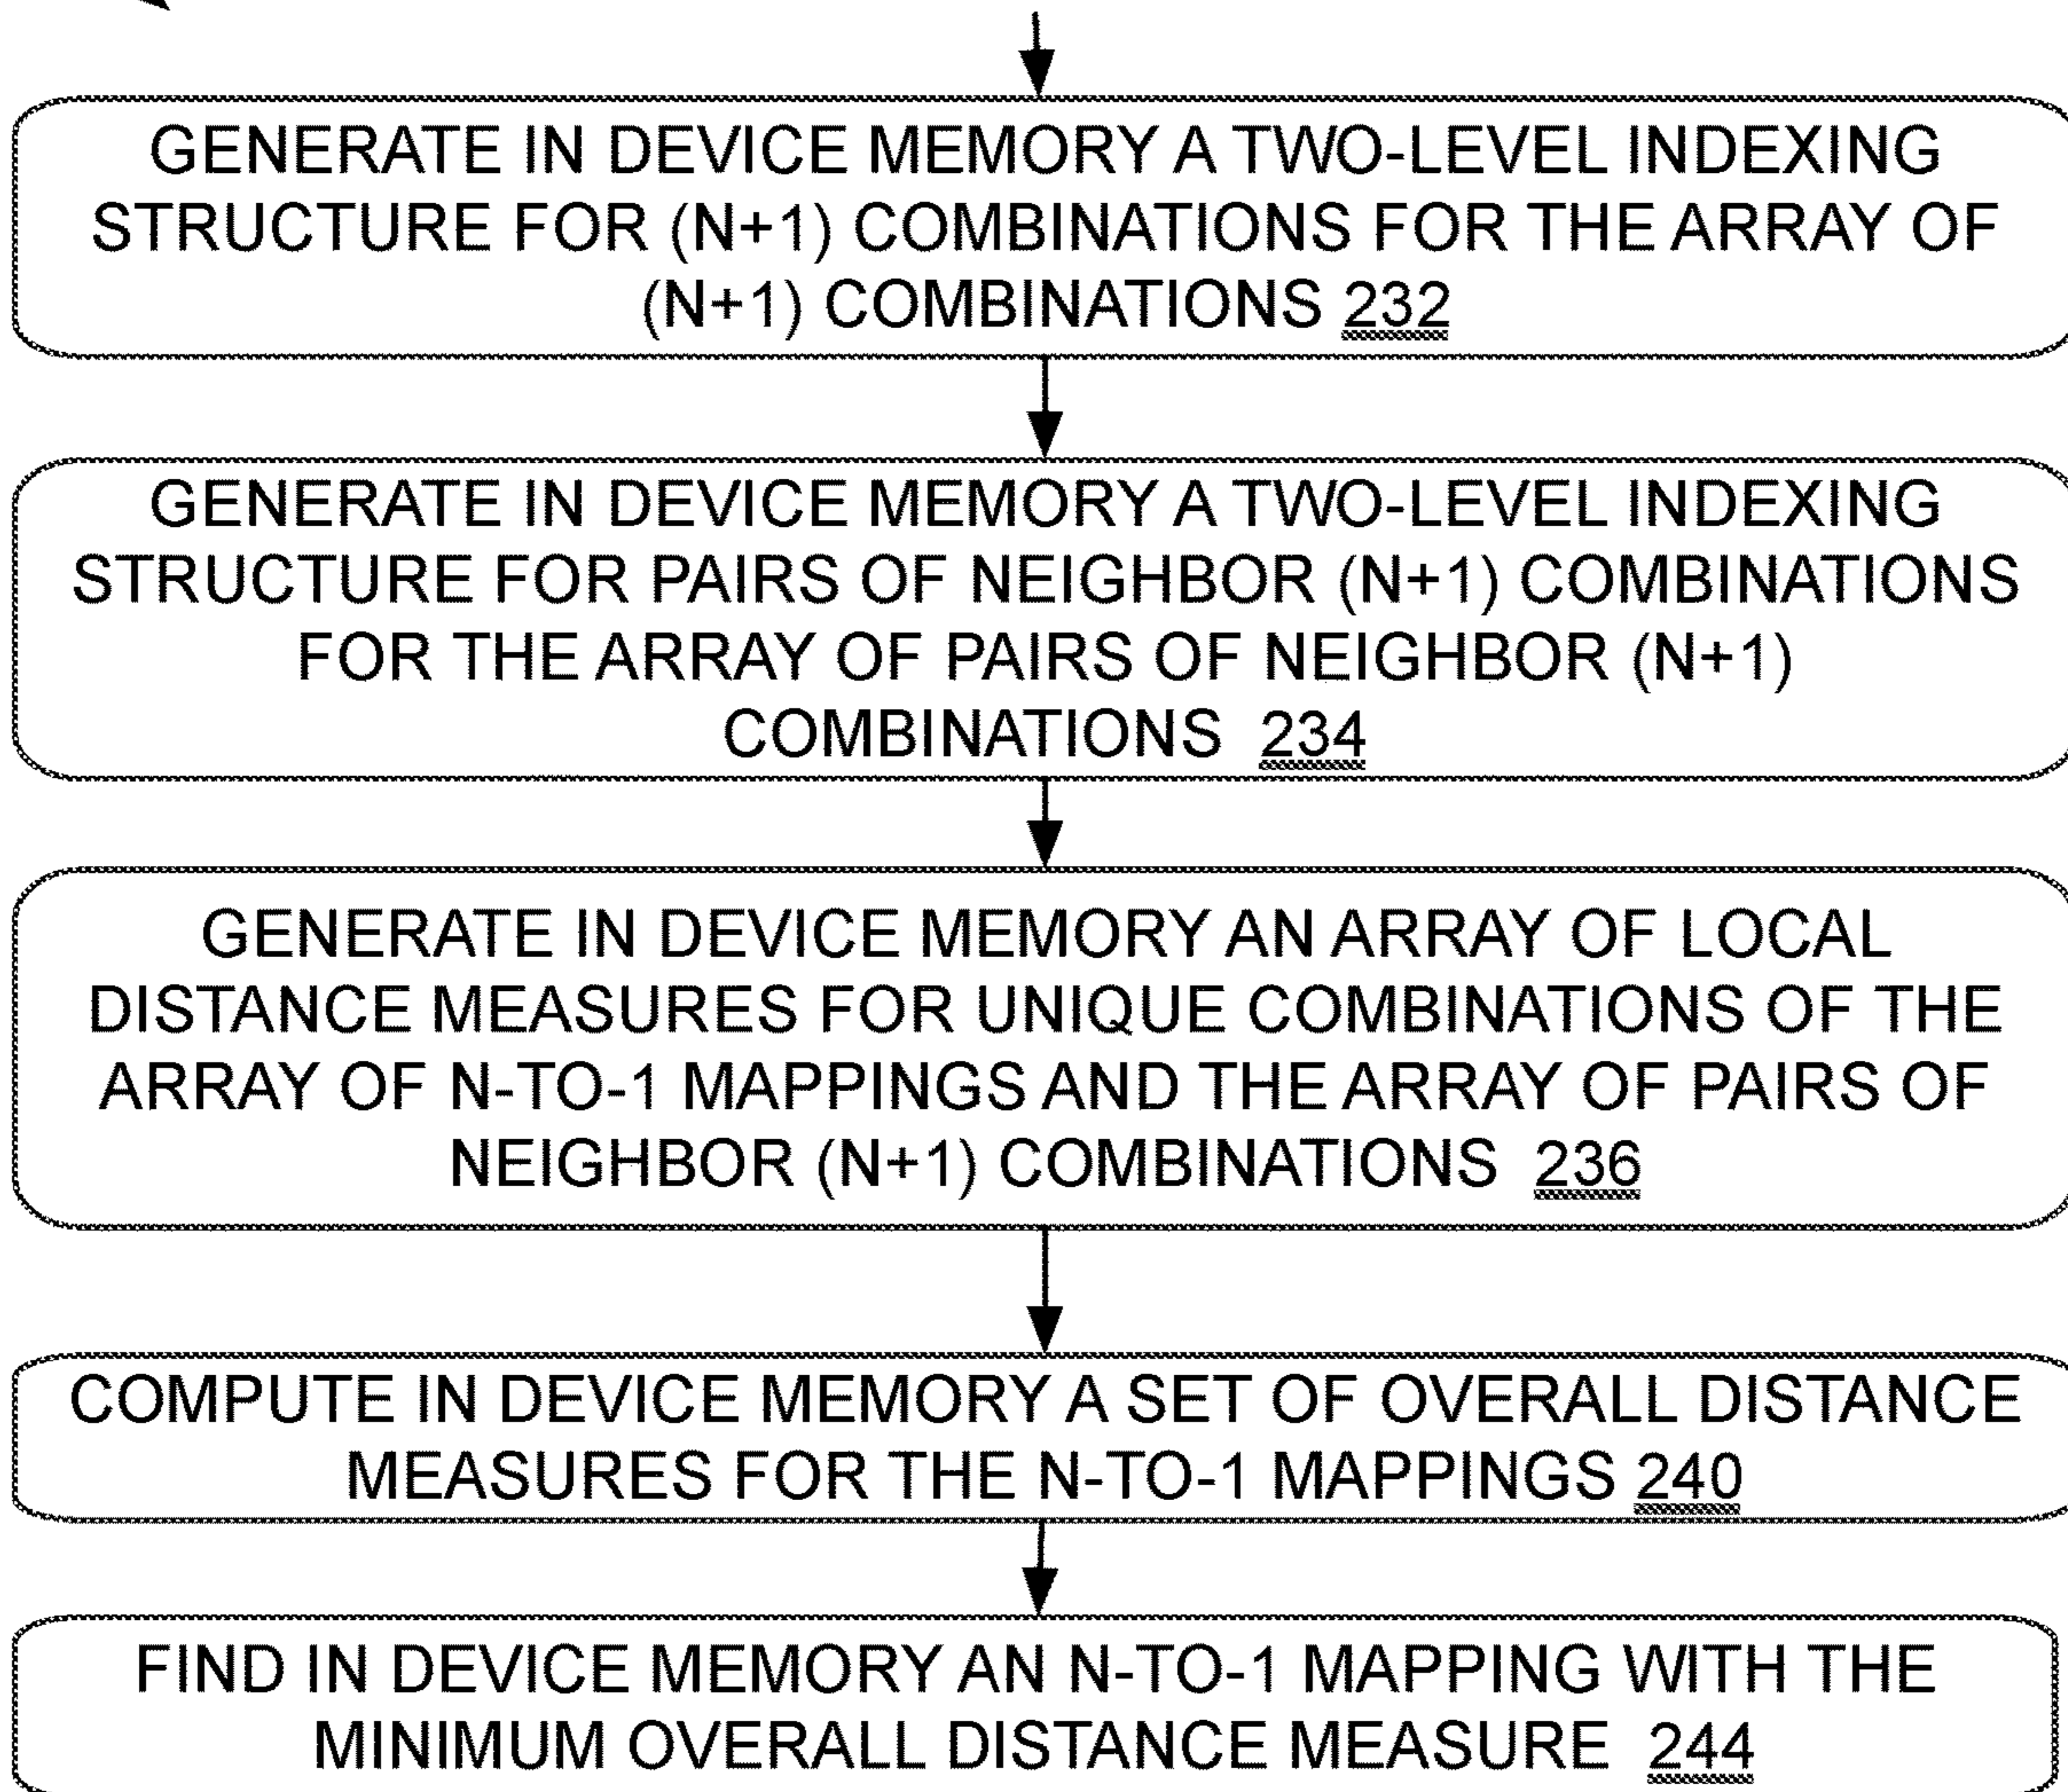 GENERATE IN DEVICE MEMORY A TWO-LEVEL INDEXING
STRUCTURE FOR (N+1) COMBINATIONS FOR THE ARRAY OF
(N+1) COMBINATIONS 232
GENERATE IN DEVICE MEMORY A TWO-LEVEL INDEXING
STRUCTURE FOR PAIRS OF NEIGHBOR (N+1) COMBINATIONS
FOR THE ARRAY OF PAIRS OF NEIGHBOR (N+1)
COMBINATIONS 234
GENERATE IN DEVICE MEMORY AN ARRAY OF LOCAL
DISTANCE MEASURES FOR UNIQUE COMBINATIONS OF THE
ARRAY OF N-TO-1 MAPPINGS AND THE ARRAY OF PAIRS OF
NEIGHBOR (N+1) COMBINATIONS 236
COMPUTE IN DEVICE MEMORY A SET OF OVERALL DISTANCE
MEASURES FOR THE N-TO-1 MAPPINGS 240
FIND IN DEVICE MEMORY AN N-TO-1 MAPPING WITH THE
MINIMUM OVERALL DISTANCE MEASURE 244